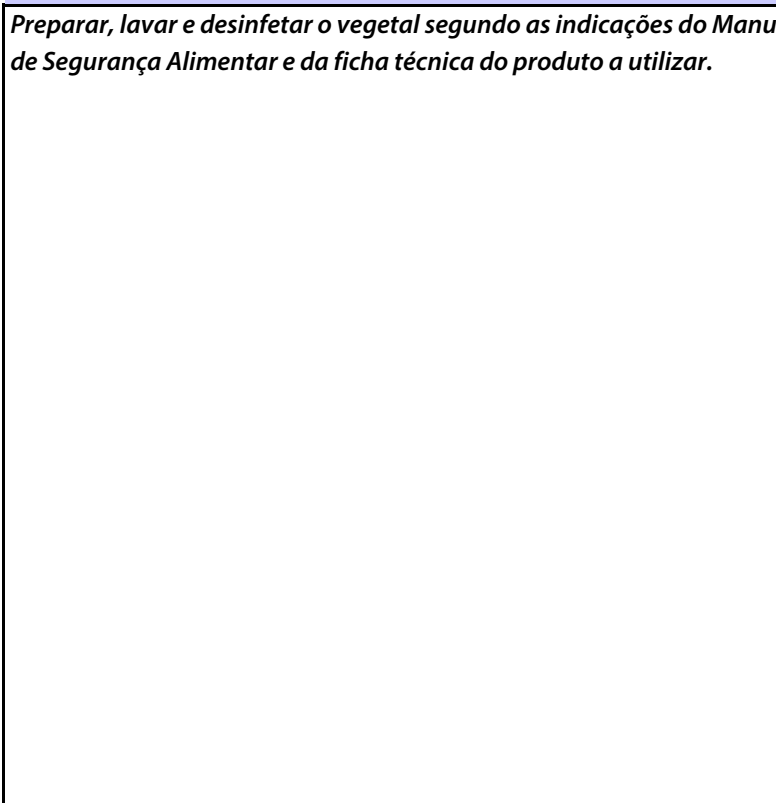 Preparar, lavar e desinfetar o vegetal segundo as indicações do Manu
de Segurança Alimentar e da ficha técnica do produto a utilizar.